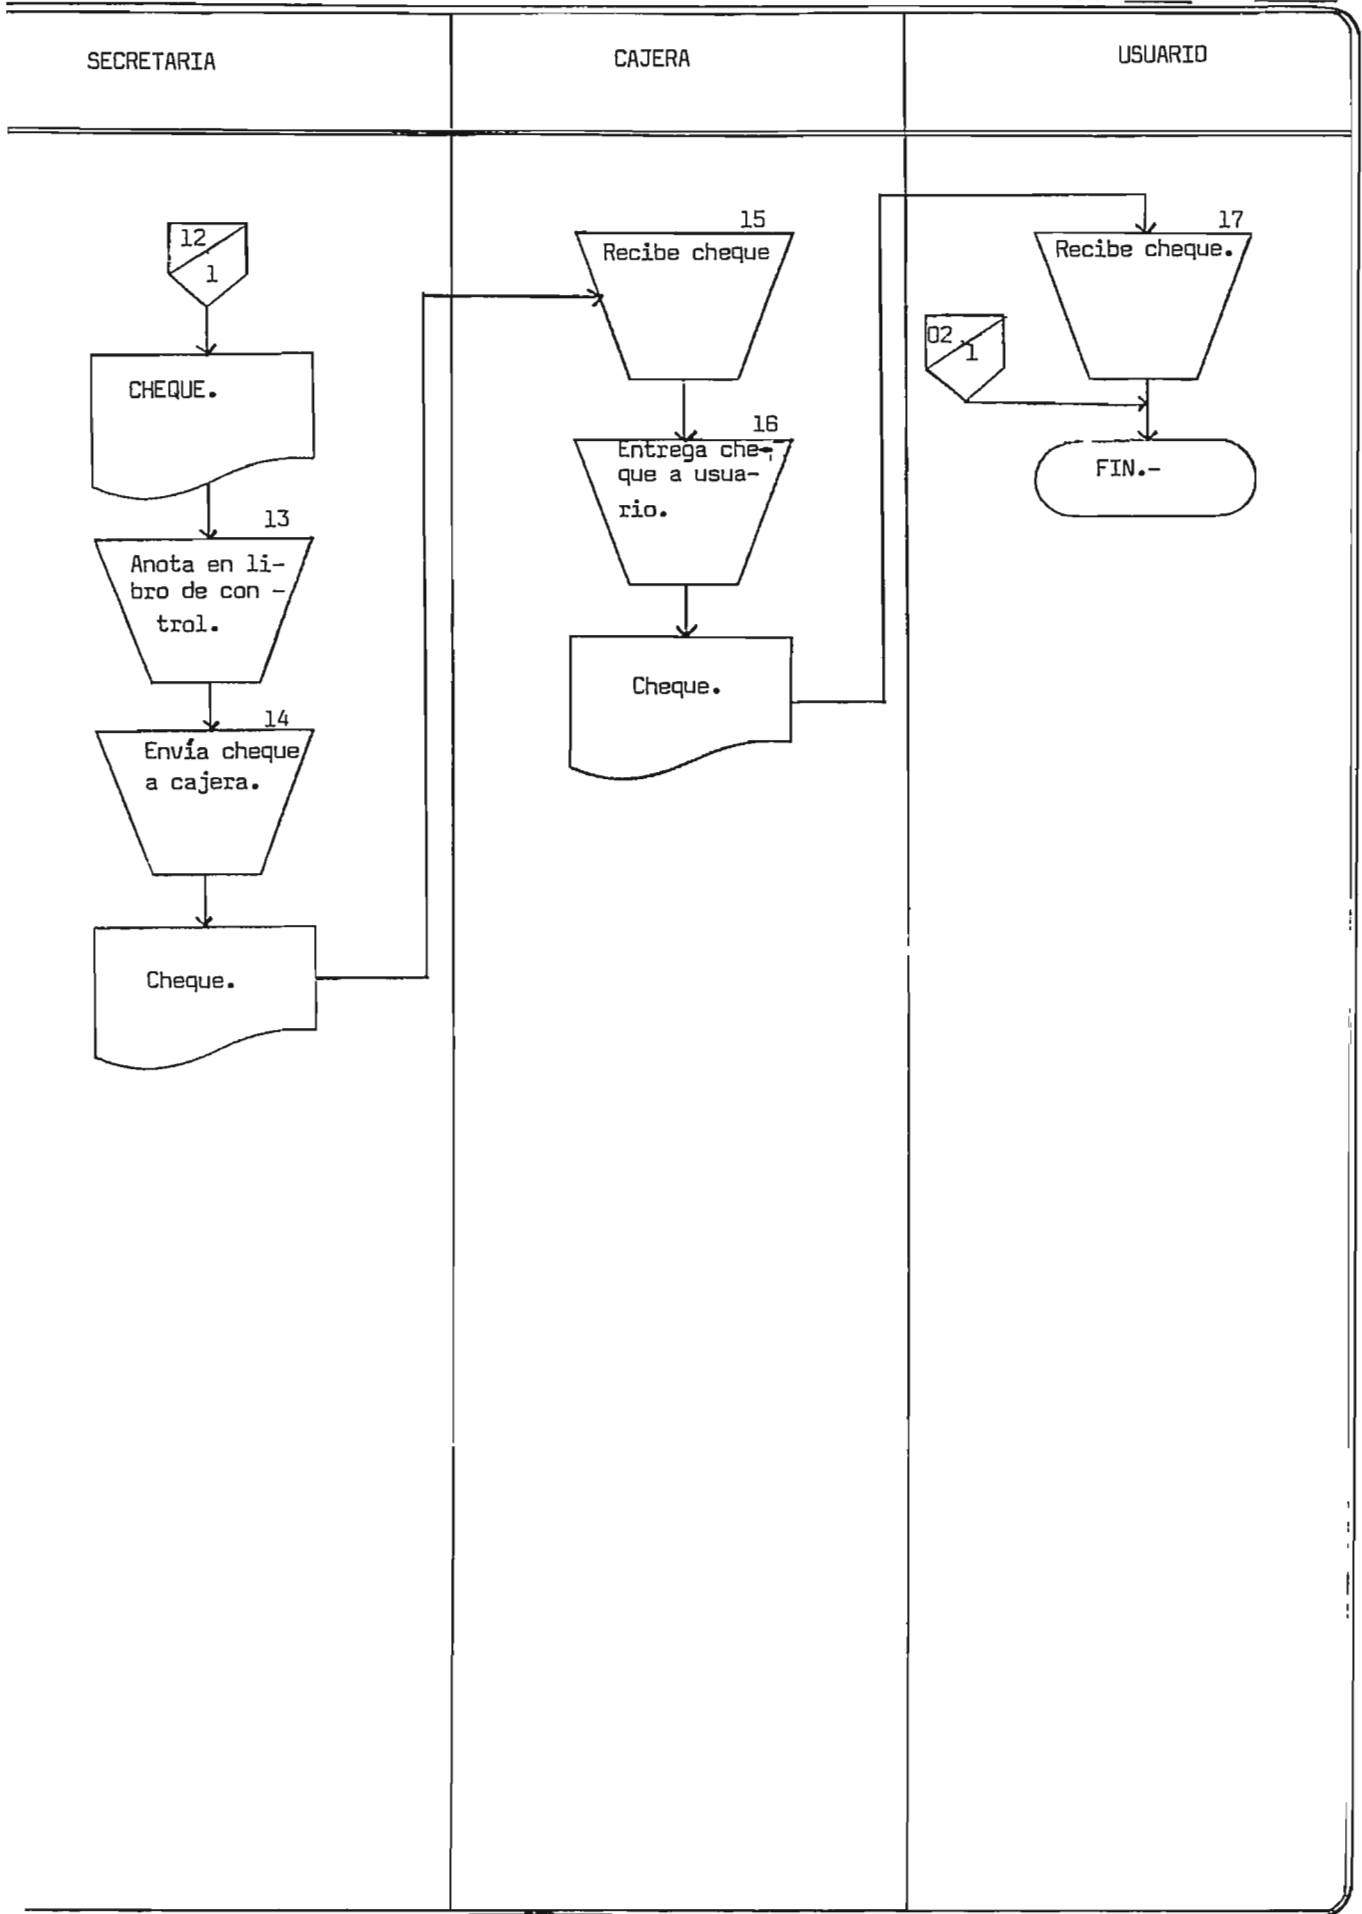 SECRETARIA
CAJERA
USUARIO
12
1
CHEQUE.
13
Anota en li-
bro de con -
trol.
14
Envía cheque
a cajera.
Cheque.
15
Recibe cheque
16
Entrega che-
que a usua-
rio.
Cheque.
17
Recibe cheque.
02
1
FIN.-